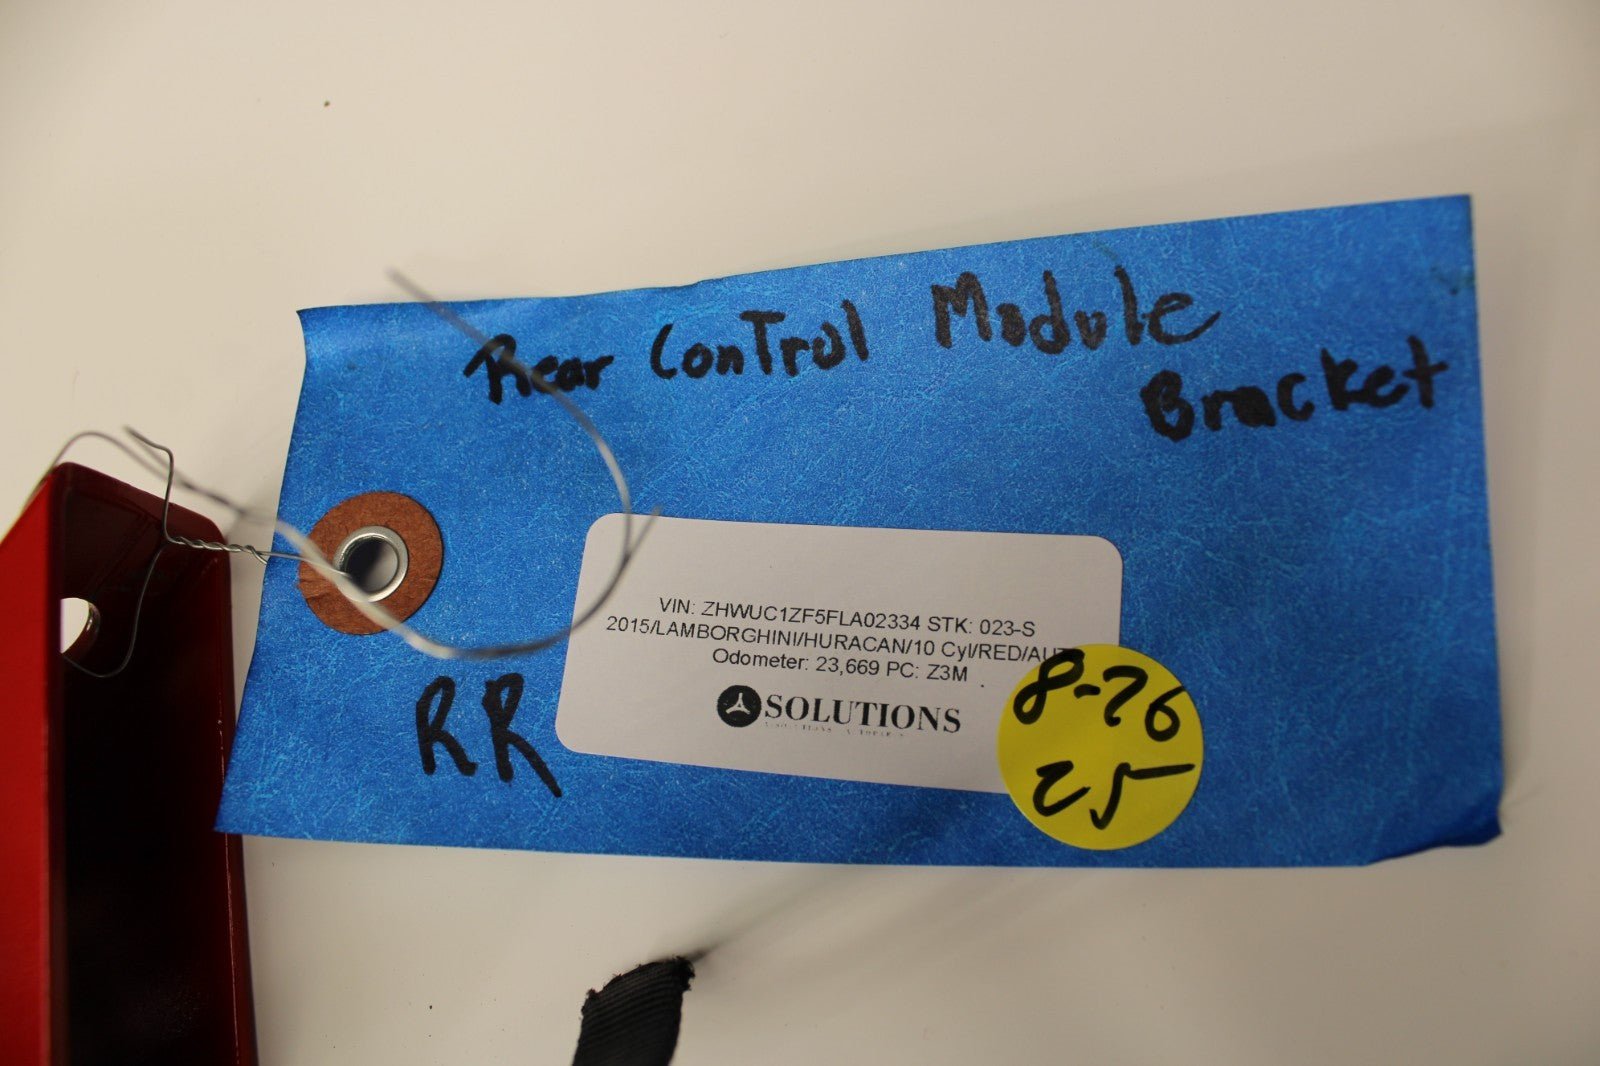 Rear Control Module
Bracket
VIN: ZHWUC1ZF5FLA02334 STK: 023-S
2015/LAMBORGHINI/HURACAN/10 Cyl/RED/AUT
Odometer: 23,669 PC: Z3M
SOLUTIONS
RR
8-26
25